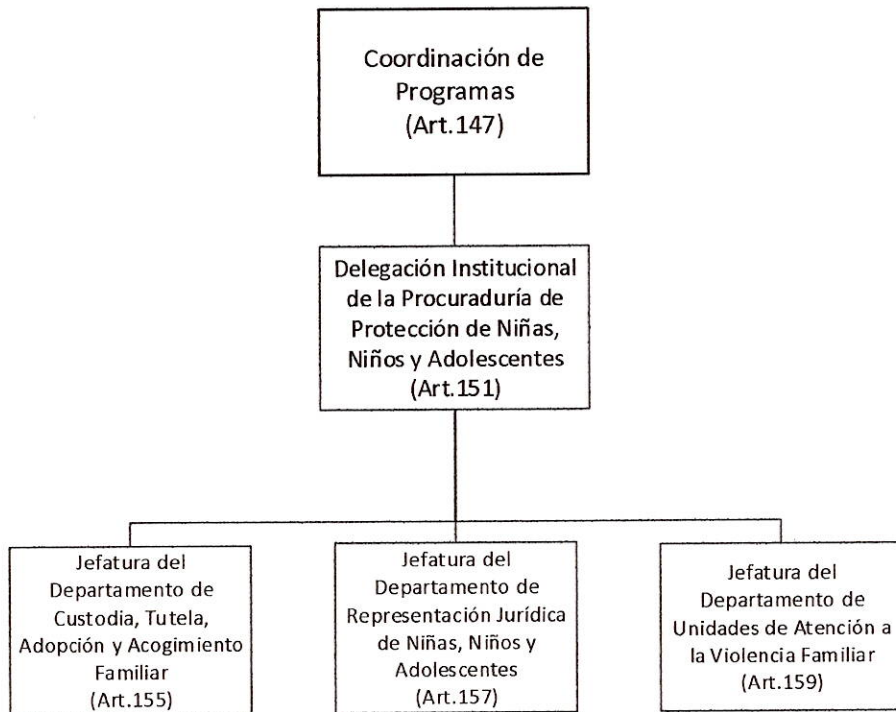 Coordinación de
Programas
(Art.147)
Delegación Institucional
de la Procuraduría de
Protección de Niñas,
Niños y Adolescentes
(Art.151)
Jefatura del
Departamento de
Custodia, Tutela,
Adopción y Acogimiento
Familiar
(Art.155)
Jefatura del
Departamento de
Representación Jurídica
de Niñas, Niños y
Adolescentes
(Art.157)
Jefatura del
Departamento de
Unidades de Atención a
la Violencia Familiar
(Art.159)